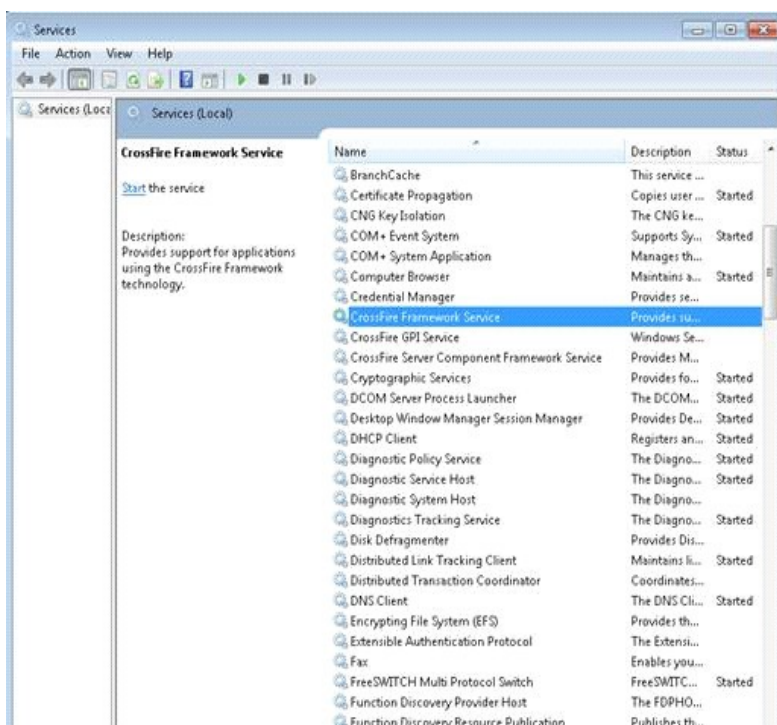 Services
File Action View Help
Services (Loca
Services (Local)
CrossFire Framework Service
Start the service
Description:
Provides support for applications
using the CrossFire Framework
technology.
Name Description Status
BranchCache This service ...
Certificate Propagation Copies user ... Started
CNG Key Isolation The CNG ke...
COM+ Event System Supports Sy... Started
COM+ System Application Manages th...
Computer Browser Maintains a... Started
Credential Manager Provides se...
CrossFire Framework Service Provides su...
CrossFire GPI Service Windows Se...
CrossFire Server Component Framework Service Provides M...
Cryptographic Services Provides fo... Started
DCOM Server Process Launcher The DCOM... Started
Desktop Window Manager Session Manager Provides De... Started
DHCP Client Registers an... Started
Diagnostic Policy Service The Diagno... Started
Diagnostic Service Host The Diagno... Started
Diagnostic System Host The Diagno...
Diagnostics Tracking Service The Diagno... Started
Disk Defragmenter Provides Dis...
Distributed Link Tracking Client Maintains li... Started
Distributed Transaction Coordinator Coordinates...
DNS Client The DNS Cli... Started
Encrypting File System (EFS) Provides th...
Extensible Authentication Protocol The Extensi...
Fax Enables you...
FreeSWITCH Multi Protocol Switch FreeSWITC... Started
Function Discovery Provider Host The FDPHO...
Function Discovery Resource Publication Publishes th...